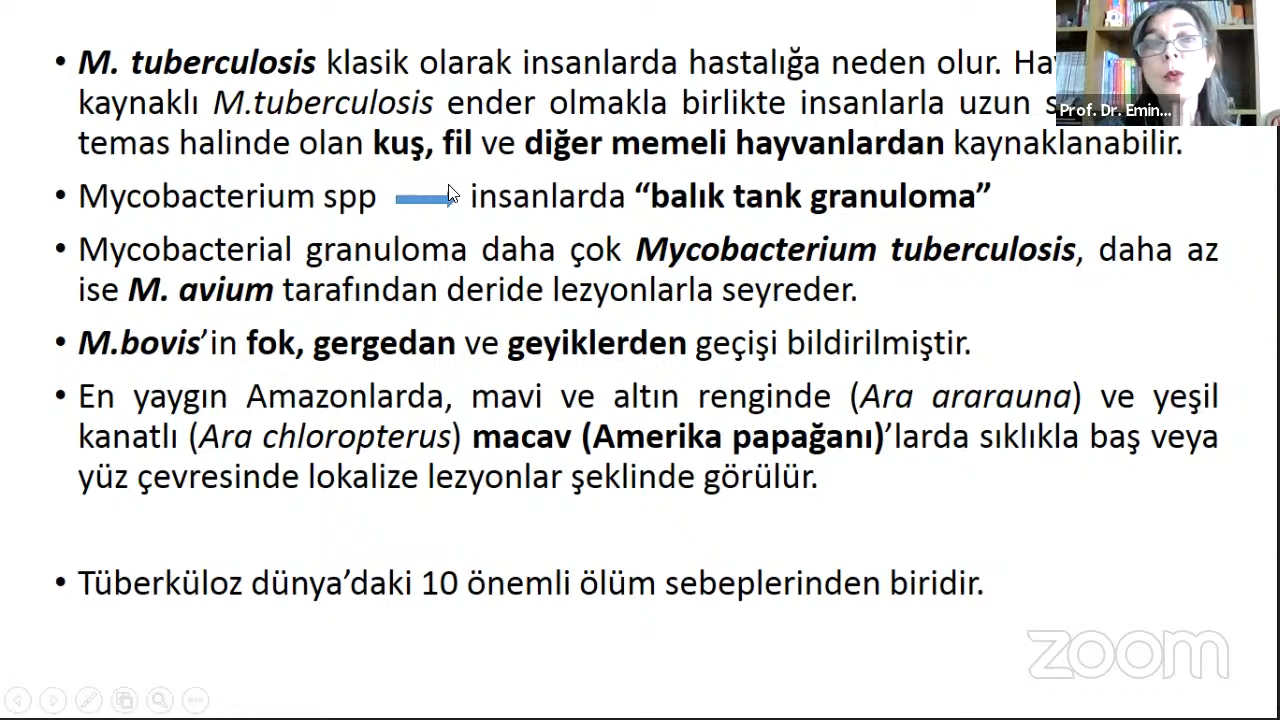 • M. tuberculosis klasik olarak insanlarda hastalığa neden olur.
kaynaklı M.tuberculosis ender olmakla birlikte insanlarla uzun
temas halinde olan kuş, fil ve diğer memeli hayvanlardan kaynaklanabilir.
• Mycobacterium spp insanlarda “balık tank granuloma”
• Mycobacterial granuloma daha çok Mycobacterium tuberculosis, daha az
ise M. avium tarafından deride lezyonlarla seyreder.
• M.bovis’in fok, gergedan ve geyiklerden geçişi bildirilmiştir.
• En yaygın Amazonlarda, mavi ve altın renginde (Ara ararauna) ve yeşil
kanatlı (Ara chloropterus) macav (Amerika papağanı)’larda sıklıkla baş veya
yüz çevresinde lokalize lezyonlar şeklinde görülür.
• Tüberküloz dünya’daki 10 önemli ölüm sebeplerinden biridir.
Prof. Dr. Emin...
zoom